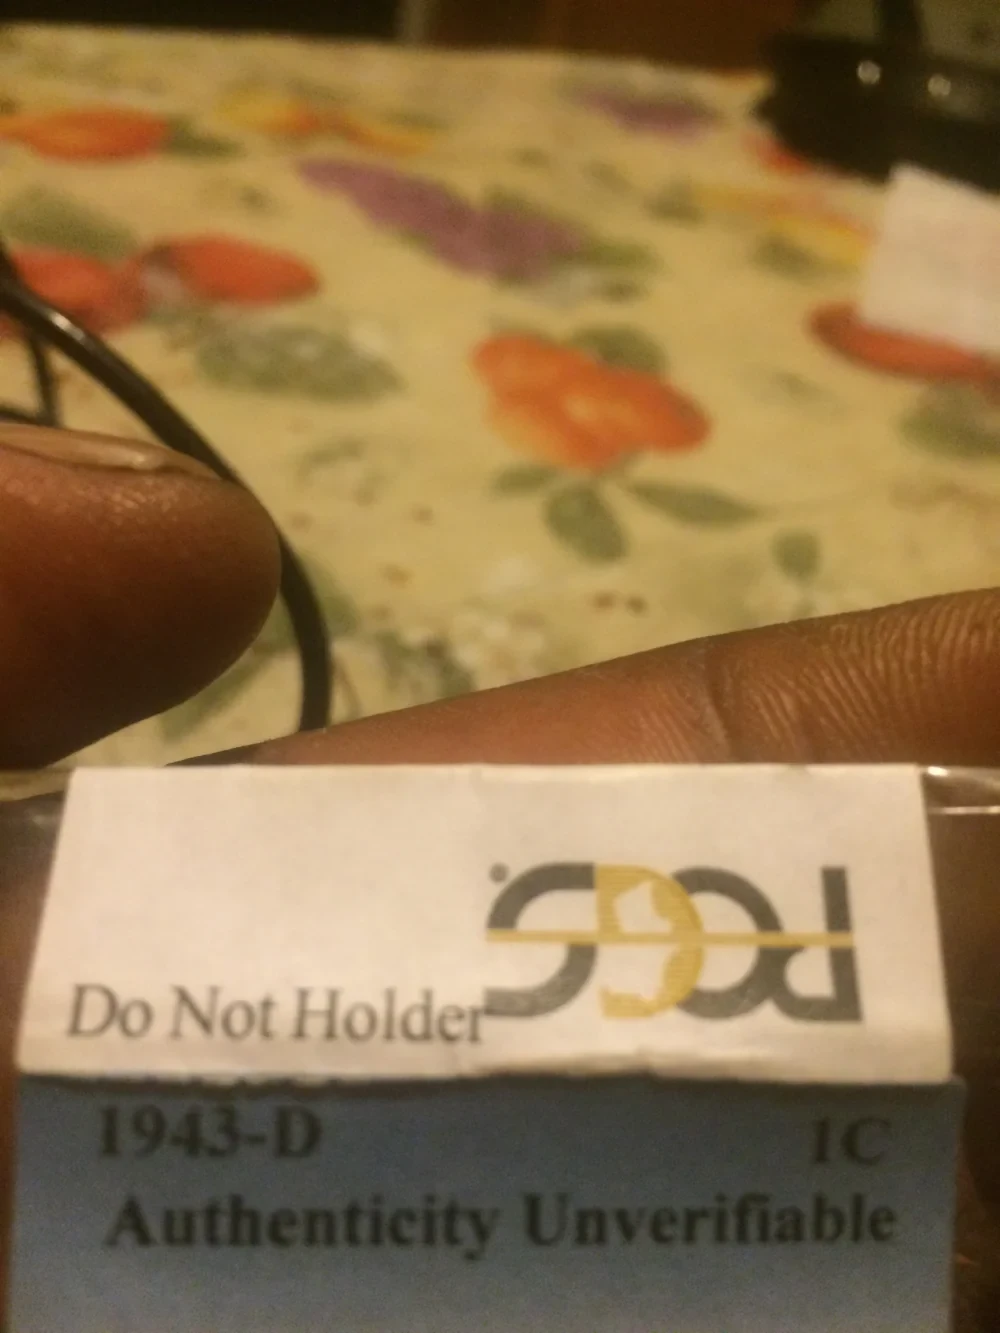 PCGS
Do Not Holder
1943-D 1C
Authenticity Unverifiable